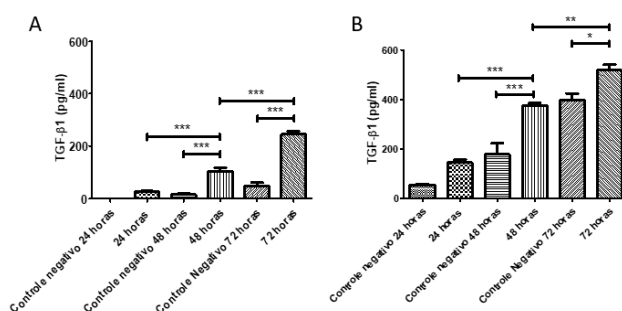 A
TGF-β1 (pg/ml)
600
400
200
0
***
***
***
***
Controle negativo 24 horas
24 horas
Controle negativo 48 horas
48 horas
Controle Negativo 72 horas
72 horas
B
TGF-β1 (pg/ml)
600
400
200
0
**
*
***
***
Controle negativo 24 horas
24 horas
Controle negativo 48 horas
48 horas
Controle Negativo 72 horas
72 horas